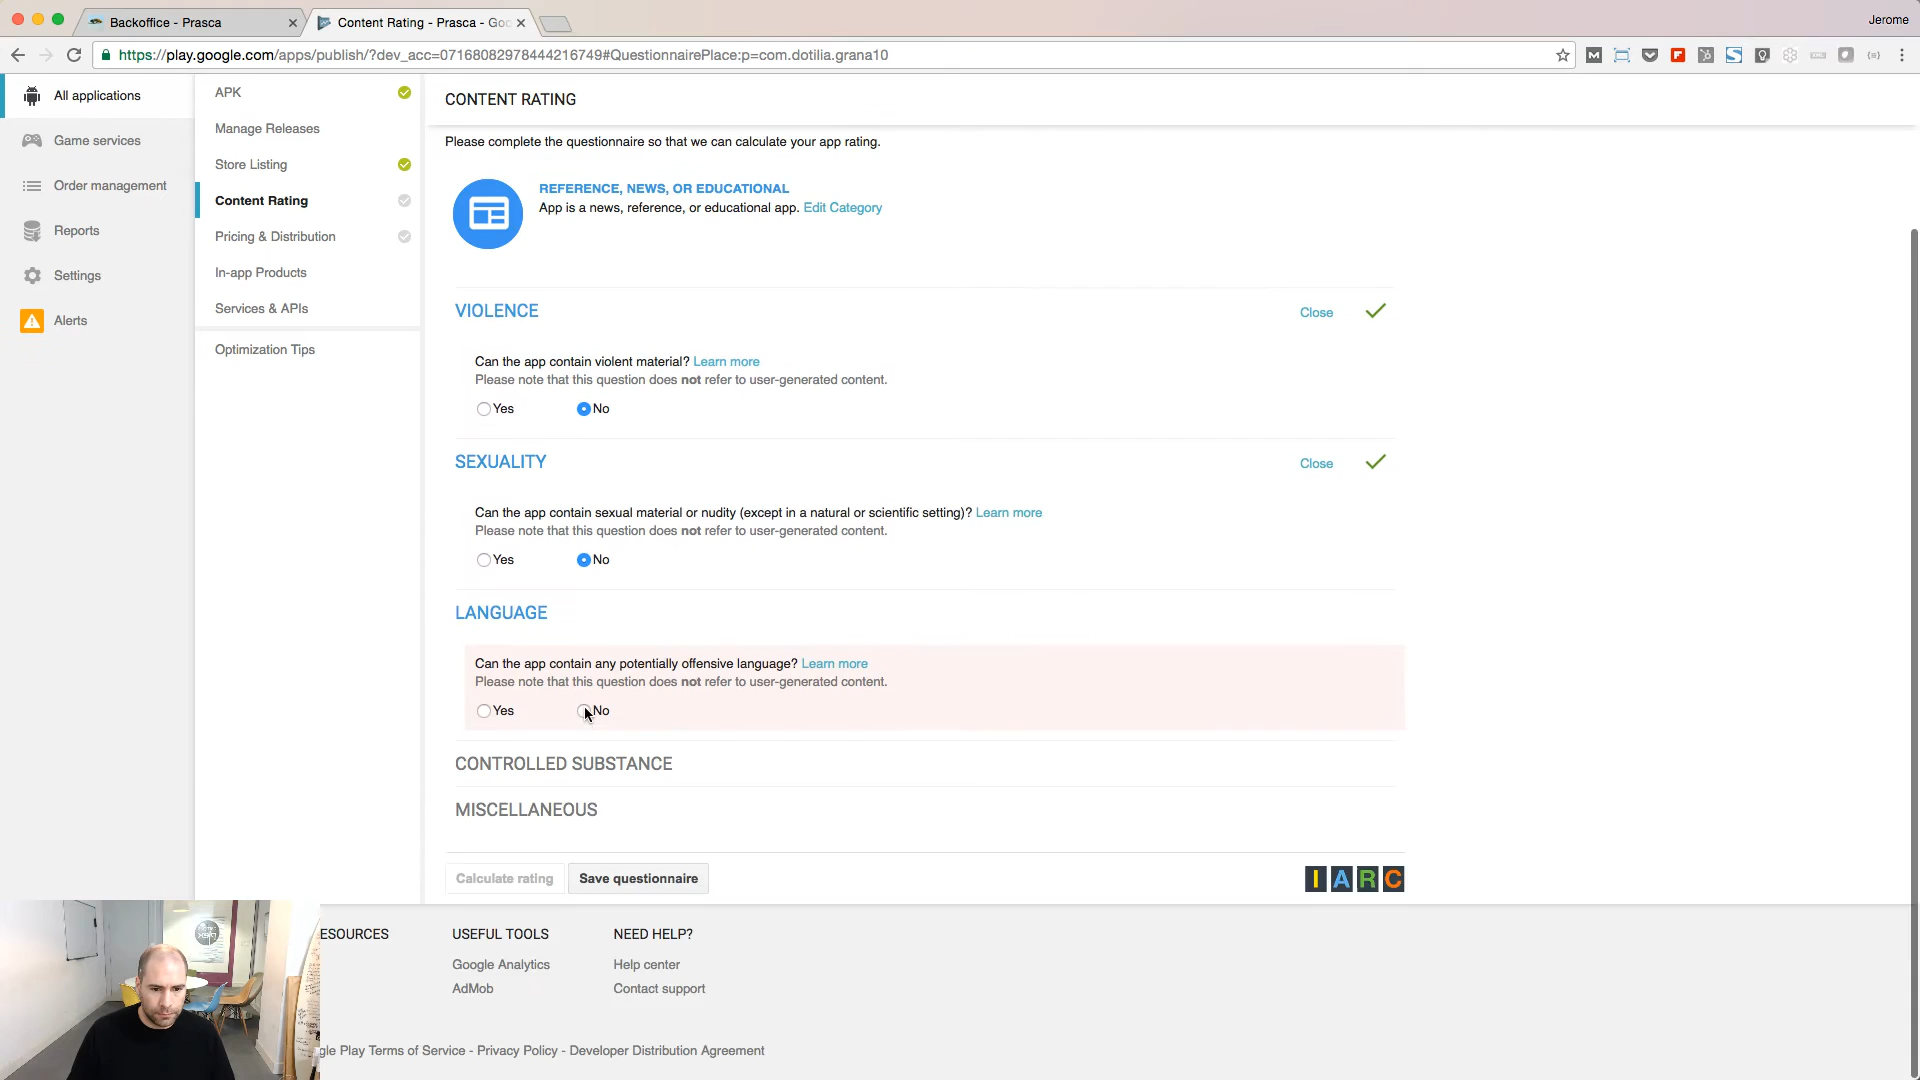 Backoffice - Prasca
Content Rating - Prasca - Goo
Jerome
https://play.google.com/apps/publish/?dev_acc=07168082978444216749#QuestionnairePlace:p=com.dotilia.grana10
All applications
Game services
Order management
Reports
Settings
Alerts
APK
Manage Releases
Store Listing
Content Rating
Pricing & Distribution
In-app Products
Services & APIs
Optimization Tips
CONTENT RATING
Please complete the questionnaire so that we can calculate your app rating.
REFERENCE, NEWS, OR EDUCATIONAL
App is a news, reference, or educational app. Edit Category
VIOLENCE
Close
Can the app contain violent material? Learn more
Please note that this question does not refer to user-generated content.
Yes No
SEXUALITY
Close
Can the app contain sexual material or nudity (except in a natural or scientific setting)? Learn more
Please note that this question does not refer to user-generated content.
Yes No
LANGUAGE
Can the app contain any potentially offensive language? Learn more
Please note that this question does not refer to user-generated content.
Yes No
CONTROLLED SUBSTANCE
MISCELLANEOUS
Calculate rating Save questionnaire
IARC
ESOURCES
USEFUL TOOLS
Google Analytics
AdMob
NEED HELP?
Help center
Contact support
gle Play Terms of Service - Privacy Policy - Developer Distribution Agreement